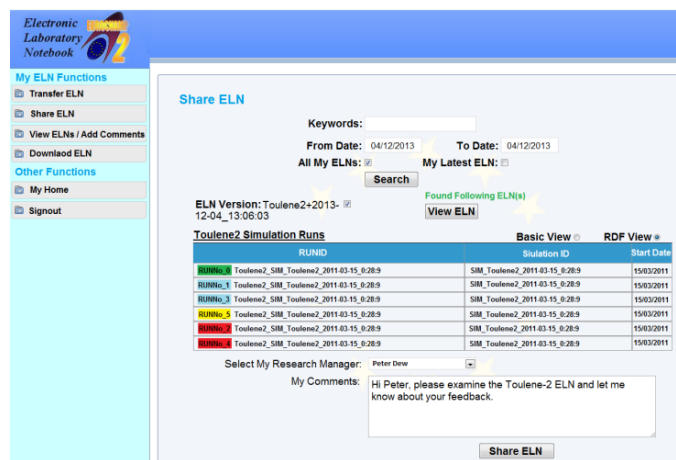 Electronic
Laboratory
Notebook
O2
My ELN Functions
Transfer ELN
Share ELN
View ELNs / Add Comments
Downlaod ELN
Other Functions
My Home
Signout
Share ELN
Keywords:
From Date: 04/12/2013 To Date: 04/12/2013
All My ELNs: My Latest ELN:
Search
Found Following ELN(s)
ELN Version: Toulene2+2013-
12-04_13:06:03
View ELN
Toulene2 Simulation Runs Basic View RDF View
RUNID Siulation ID Start Date
RUNNo_0 Toulene2_SIM_Toulene2_2011-03-15_0:28:9 SIM_Toulene2_2011-03-15_0:28:9 15/03/2011
RUNNo_1 Toulene2_SIM_Toulene2_2011-03-15_0:28:9 SIM_Toulene2_2011-03-15_0:28:9 15/03/2011
RUNNo_3 Toulene2_SIM_Toulene2_2011-03-15_0:28:9 SIM_Toulene2_2011-03-15_0:28:9 15/03/2011
RUNNo_5 Toulene2_SIM_Toulene2_2011-03-15_0:28:9 SIM_Toulene2_2011-03-15_0:28:9 15/03/2011
RUNNo_2 Toulene2_SIM_Toulene2_2011-03-15_0:28:9 SIM_Toulene2_2011-03-15_0:28:9 15/03/2011
RUNNo_4 Toulene2_SIM_Toulene2_2011-03-15_0:28:9 SIM_Toulene2_2011-03-15_0:28:9 15/03/2011
Select My Research Manager: Peter Dew
My Comments: Hi Peter, please examine the Toulene-2 ELN and let me
know about your feedback.
Share ELN